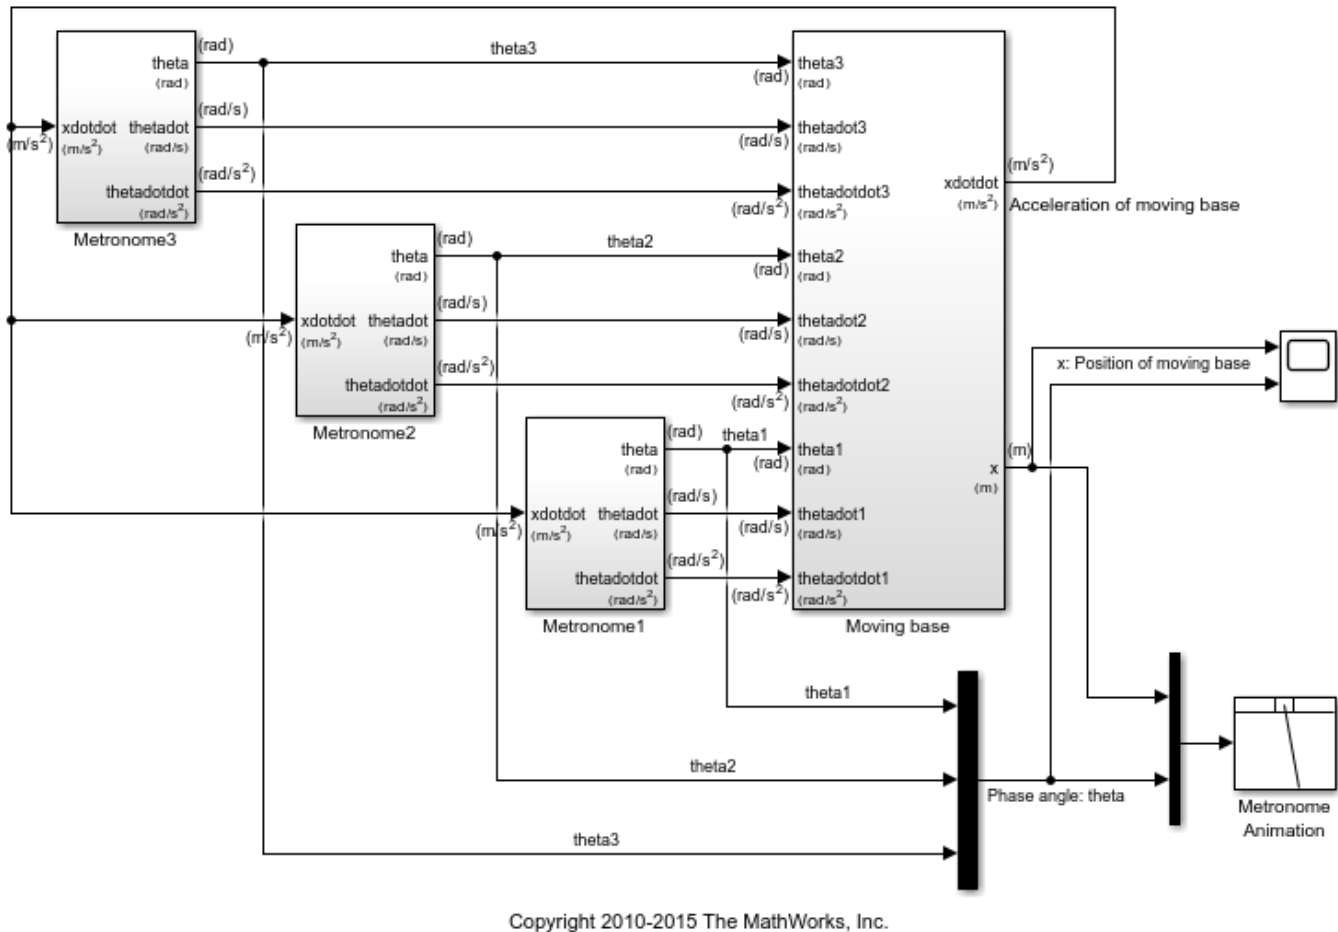 (rad)
theta3
theta
(rad)
(rad)
theta3
(rad)
(rad/s)
(m/s²)
xdotdot
(m/s²)
thetadot
(rad/s)
(rad/s)
thetadot3
(rad/s)
(rad/s²)
thetadotdot
(rad/s²)
(rad/s²)
thetadotdot3
(rad/s²)
Metronome3
(m/s²)
xdotdot
(m/s²)
Acceleration of moving base
(rad)
theta2
theta
(rad)
(rad)
theta2
(rad)
(rad/s)
(m/s²)
xdotdot
(m/s²)
thetadot
(rad/s)
(rad/s)
thetadot2
(rad/s)
(rad/s²)
thetadotdot
(rad/s²)
(rad/s²)
thetadotdot2
(rad/s²)
Metronome2
x: Position of moving base
(rad)
theta1
theta
(rad)
(rad)
theta1
(rad)
(m)
x
(m)
(rad/s)
(m/s²)
xdotdot
(m/s²)
thetadot
(rad/s)
(rad/s)
thetadot1
(rad/s)
(rad/s²)
thetadotdot
(rad/s²)
(rad/s²)
thetadotdot1
(rad/s²)
Metronome1
Moving base
theta1
theta2
Phase angle: theta
theta3
Metronome
Animation
Copyright 2010-2015 The MathWorks, Inc.